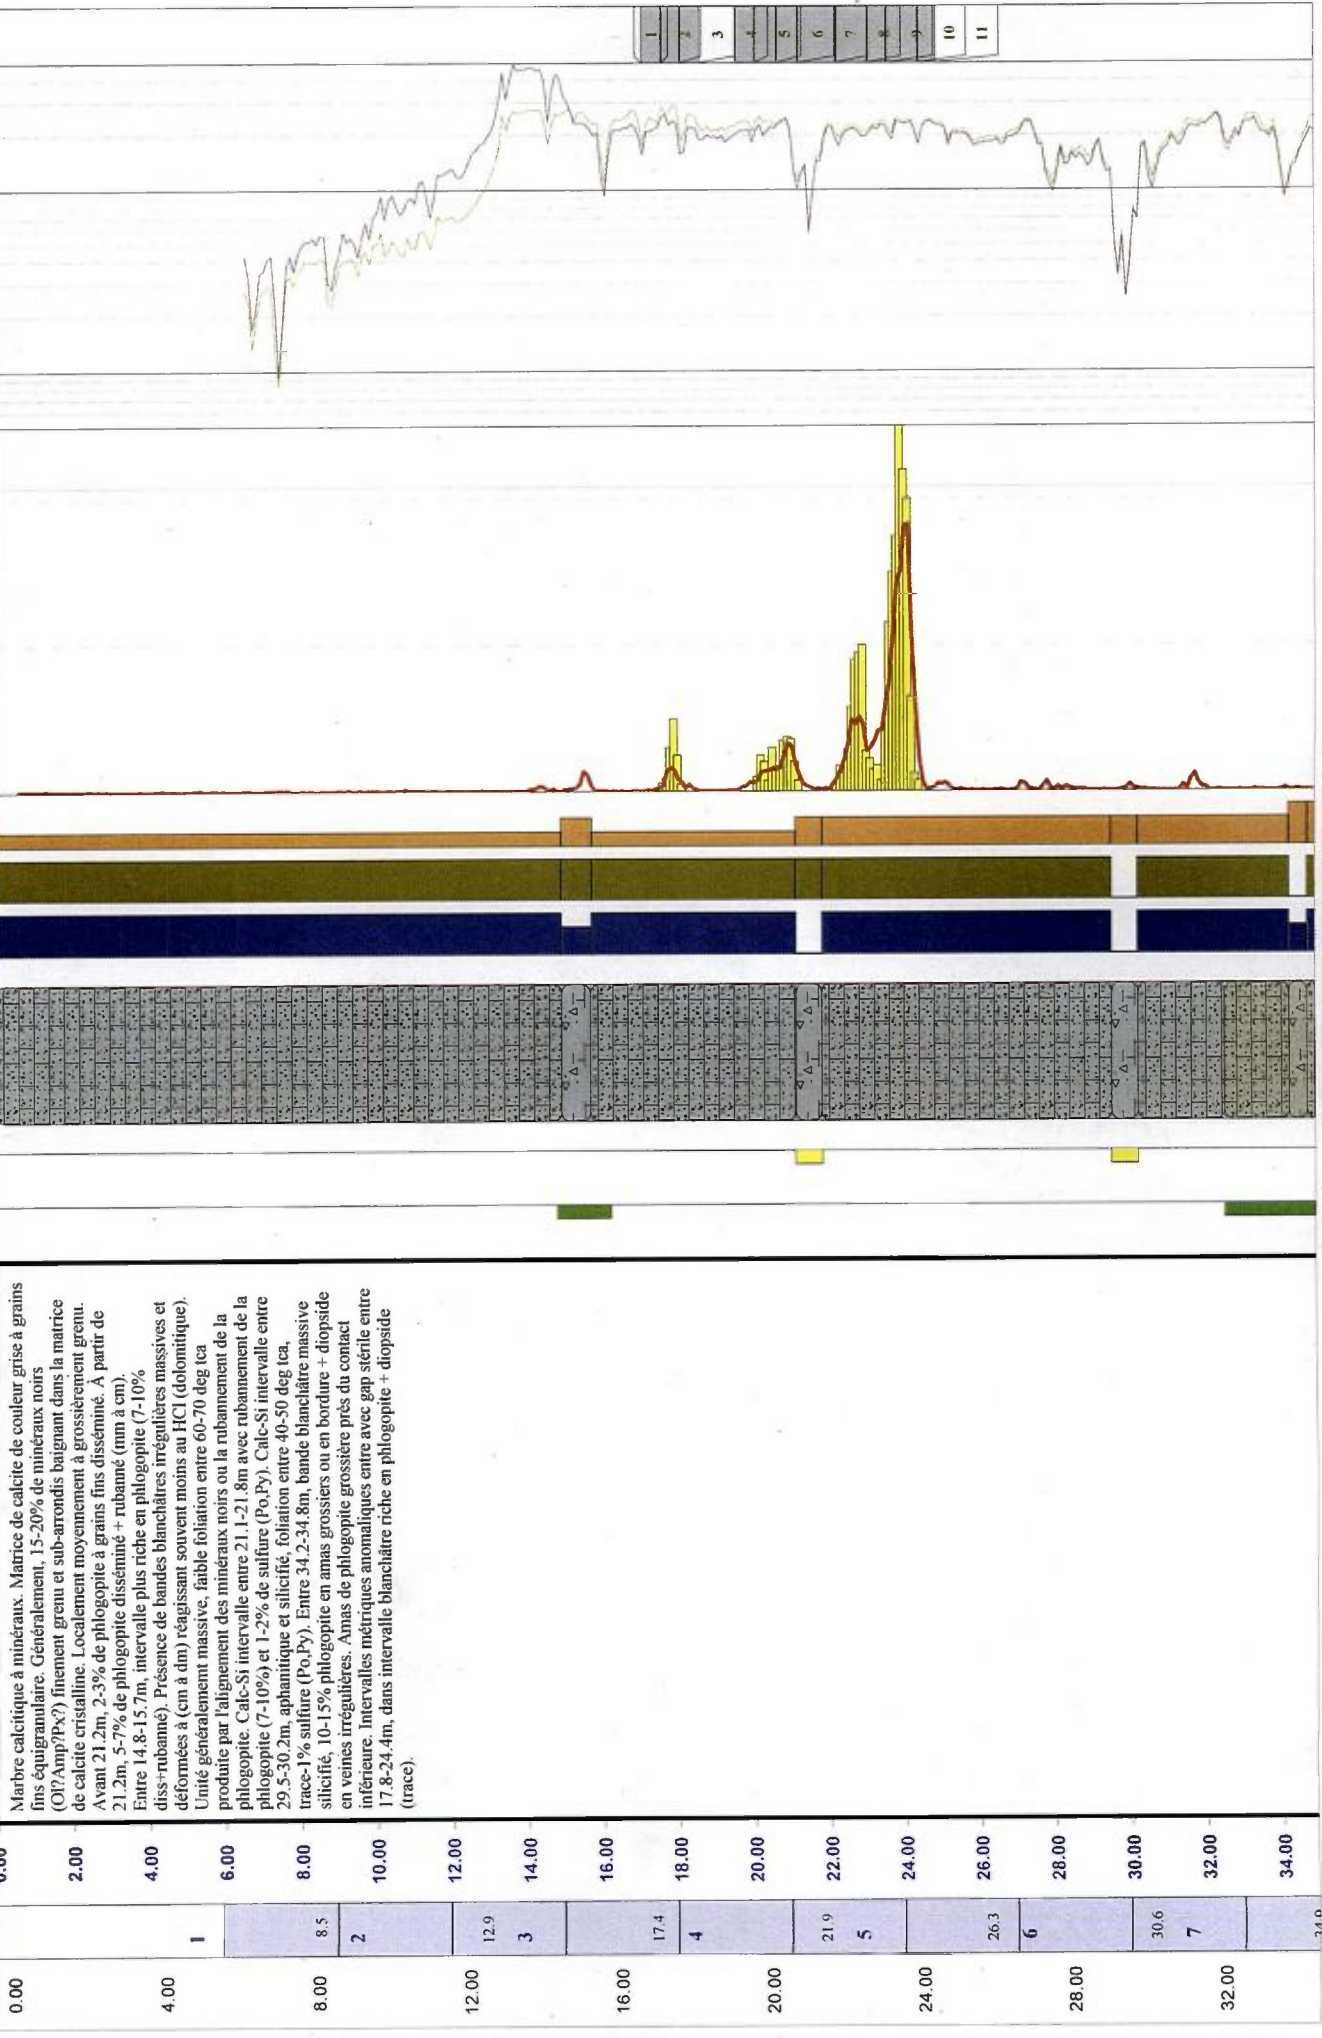 Marbre calcitique à minéraux. Matrice de calcite de couleur grise à grains
fins équigranulaire. Généralement, 15-20% de minéraux noirs
(Ol?Amp?Px?) finement grenu et sub-arrondis baignant dans la matrice
de calcite cristalline. Localement moyennement à grossièrement grenu.
Avant 21.2m, 2-3% de phlogopite à grains fins disséminé. À partir de
21.2m, 5-7% de phlogopite disséminé + rubanné (mm à cm).
Entre 14.8-15.7m, intervalle plus riche en phlogopite (7-10%
diss+rubanné). Présence de bandes blanchâtres irrégulières massives et
déformées à (cm à dm) réagissant souvent moins au HCl (dolomitique).
Unité généralememt massive, faible foliation entre 60-70 deg tca
produite par l'alignement des minéraux noirs ou la rubannement de la
phlogopite. Calc-Si intervalle entre 21.1-21.8m avec rubannement de la
phlogopite (7-10%) et 1-2% de sulfure (Po,Py). Calc-Si intervalle entre
29.5-30.2m, aphanitique et silicifié, foliation entre 40-50 deg tca,
trace-1% sulfure (Po,Py). Entre 34.2-34.8m, bande blanchâtre massive
silicifié, 10-15% phlogopite en amas grossiers ou en bordure + diopside
en veines irrégulières. Amas de phlogopite grossière près du contact
inférieure. Intervalles métriques anomaliques entre avec gap stérile entre
17.8-24.4m, dans intervalle blanchâtre riche en phlogopite + diopside
(trace).
1
2
3
4
5
6
7
8
9
10
11
0.00
2.00
4.00
6.00
8.00
10.00
12.00
14.00
16.00
18.00
20.00
22.00
24.00
26.00
28.00
30.00
32.00
34.00
1
8.5
2
12.9
3
17.4
4
21.9
5
26.3
6
30.6
7
34.9
0.00
4.00
8.00
12.00
16.00
20.00
24.00
28.00
32.00